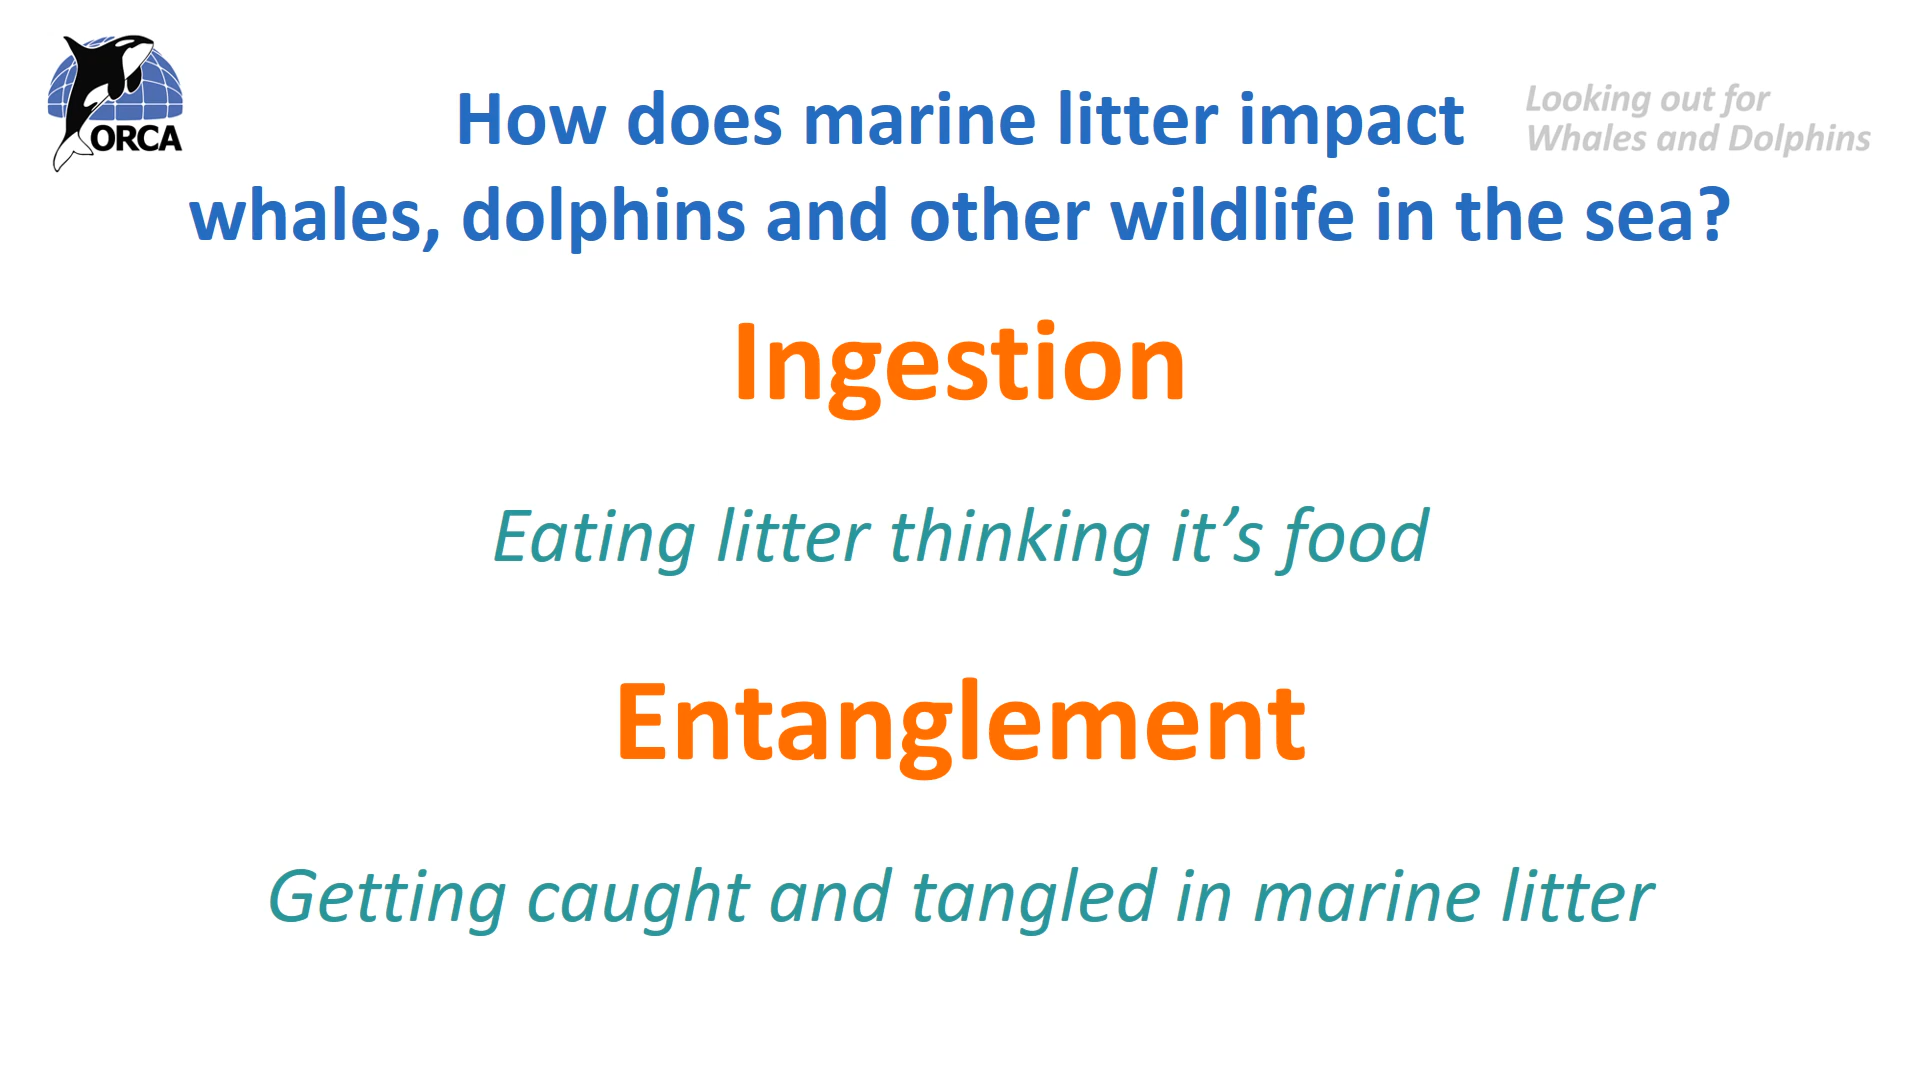 ORCA
How does marine litter impact
Looking out for
Whales and Dolphins
whales, dolphins and other wildlife in the sea?
Ingestion
Eating litter thinking it’s food
Entanglement
Getting caught and tangled in marine litter